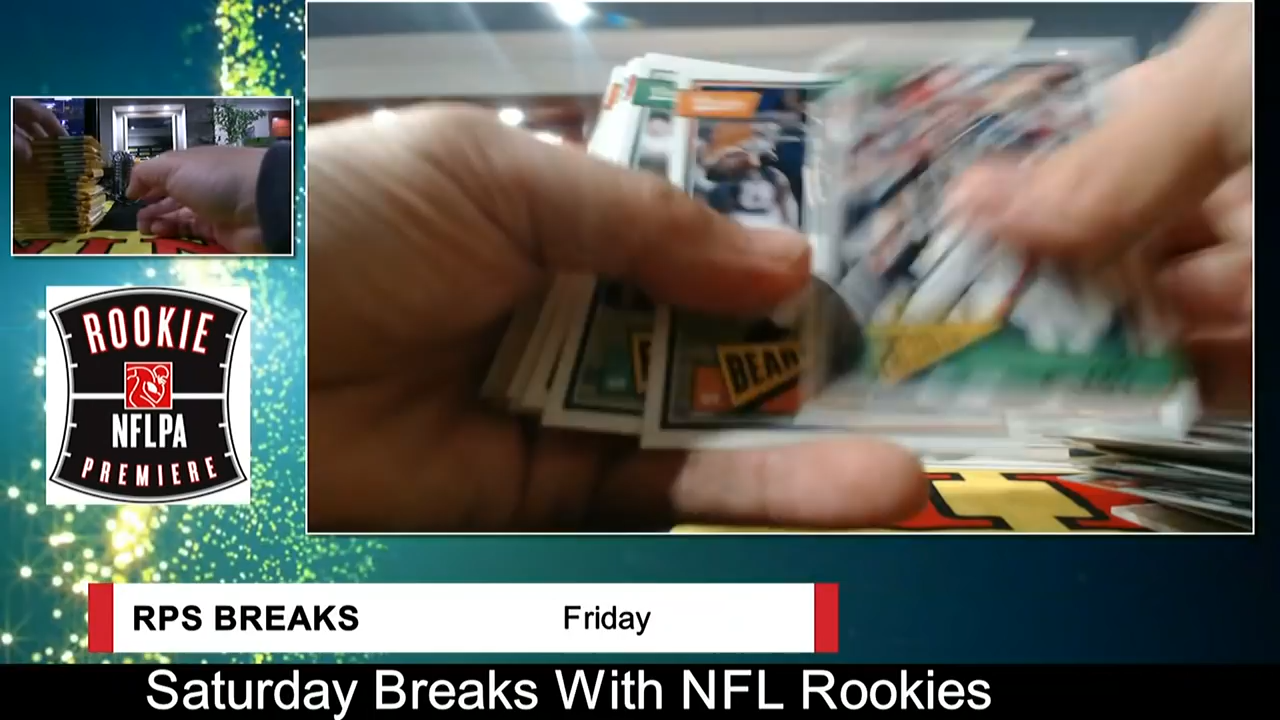 ROOKIE
NFLPA
PREMIERE
BEAR
RPS BREAKS
Friday
Saturday Breaks With NFL Rookies